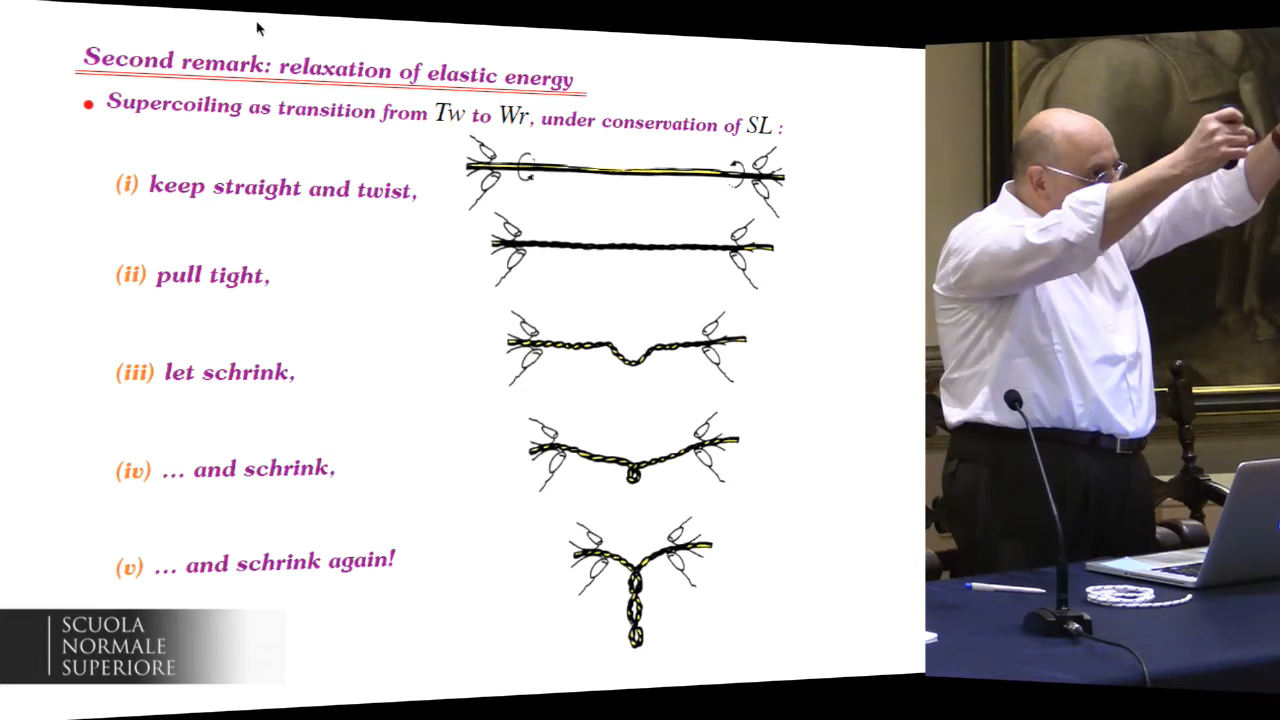 Second remark: relaxation of elastic energy
• Supercoiling as transition from Tw to Wr, under conservation of SL :
(i) keep straight and twist,
(ii) pull tight,
(iii) let schrink,
(iv) ... and schrink,
(v) ... and schrink again!
SCUOLA
NORMALE
SUPERIORE